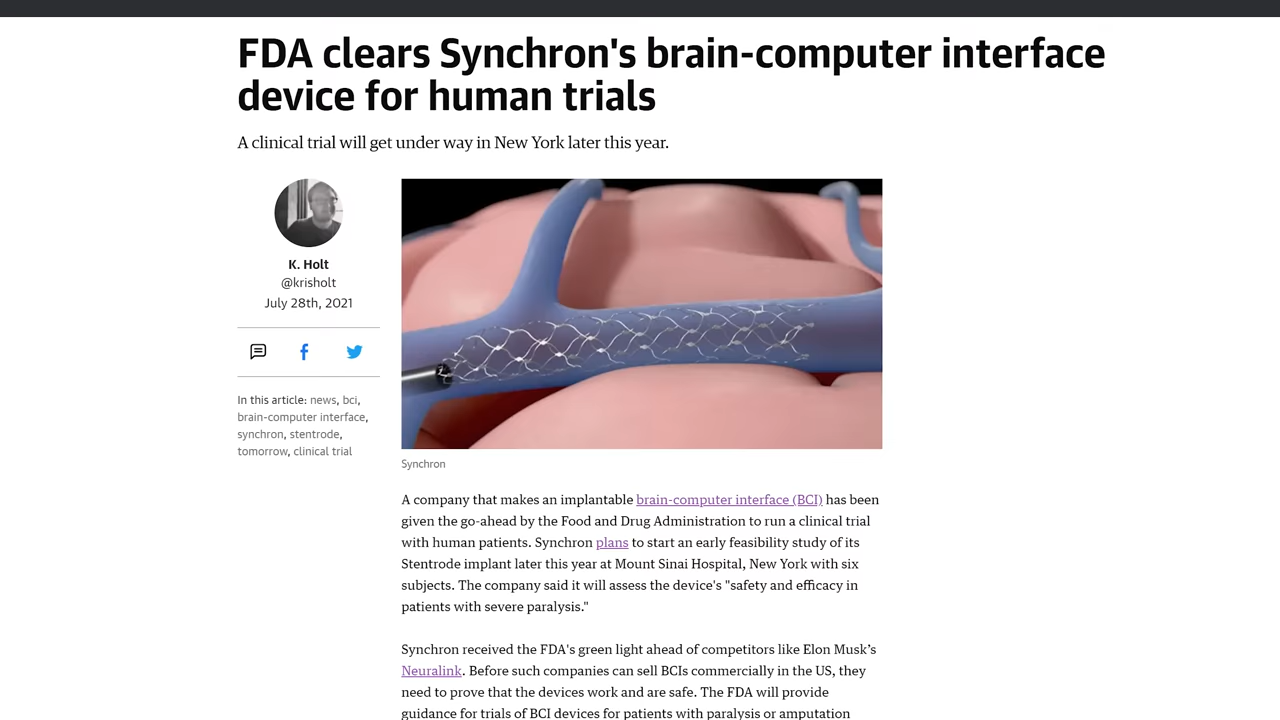 FDA clears Synchron's brain-computer interface
device for human trials
A clinical trial will get under way in New York later this year.
K. Holt
@krisholt
July 28th, 2021
In this article: news, bci,
brain-computer interface,
synchron, stentrode,
tomorrow, clinical trial
Synchron
A company that makes an implantable brain-computer interface (BCI) has been
given the go-ahead by the Food and Drug Administration to run a clinical trial
with human patients. Synchron plans to start an early feasibility study of its
Stentrode implant later this year at Mount Sinai Hospital, New York with six
subjects. The company said it will assess the device's "safety and efficacy in
patients with severe paralysis."
Synchron received the FDA's green light ahead of competitors like Elon Musk’s
Neuralink. Before such companies can sell BCIs commercially in the US, they
need to prove that the devices work and are safe. The FDA will provide
guidance for trials of BCI devices for patients with paralysis or amputation